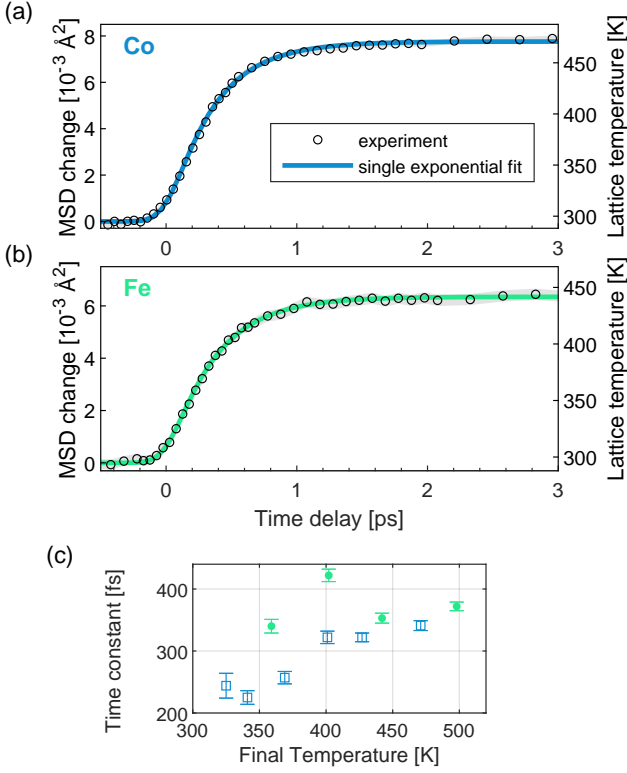 (a)
Co
MSD change [10⁻³ Å²]
8
6
4
2
0
Lattice temperature [K]
450
400
350
300
experiment
single exponential fit
0 1 2 3
(b)
Fe
MSD change [10⁻³ Å²]
6
4
2
0
Lattice temperature [K]
450
400
350
300
0 1 2 3
Time delay [ps]
(c)
Time constant [fs]
400
300
200
300 350 400 450 500
Final Temperature [K]